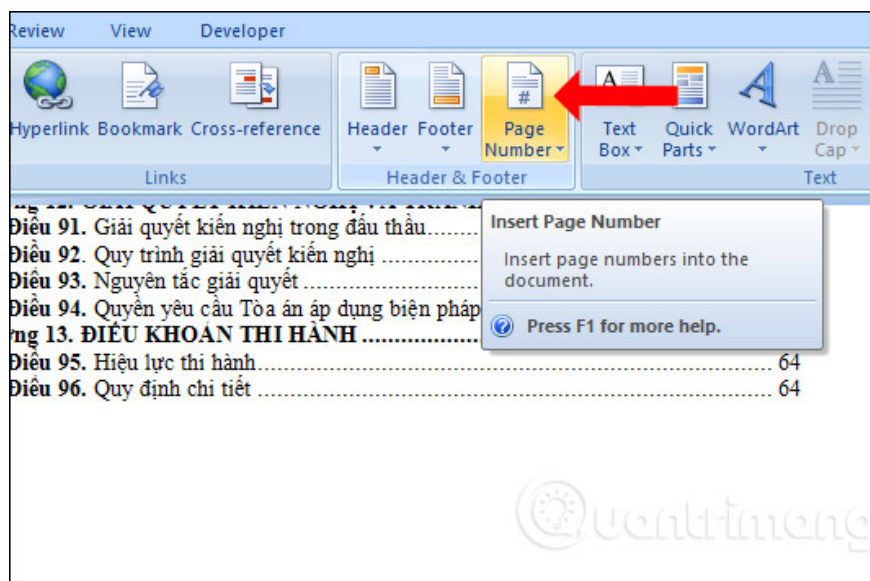 Review View Developer
Hyperlink Bookmark Cross-reference Header Footer Page Number Text Box Quick Parts WordArt Drop Cap
Links Header & Footer Text
Insert Page Number
Insert page numbers into the
document.
Press F1 for more help.
Điều 91. Giải quyết kiến nghị trong đấu thầu
Điều 92. Quy trình giải quyết kiến nghị
Điều 93. Nguyên tắc giải quyết
Điều 94. Quyền yêu cầu Tòa án áp dụng biện pháp
13. ĐIỀU KHOẢN THI HÀNH
Điều 95. Hiệu lực thi hành 64
Điều 96. Quy định chi tiết 64
Quantrimang